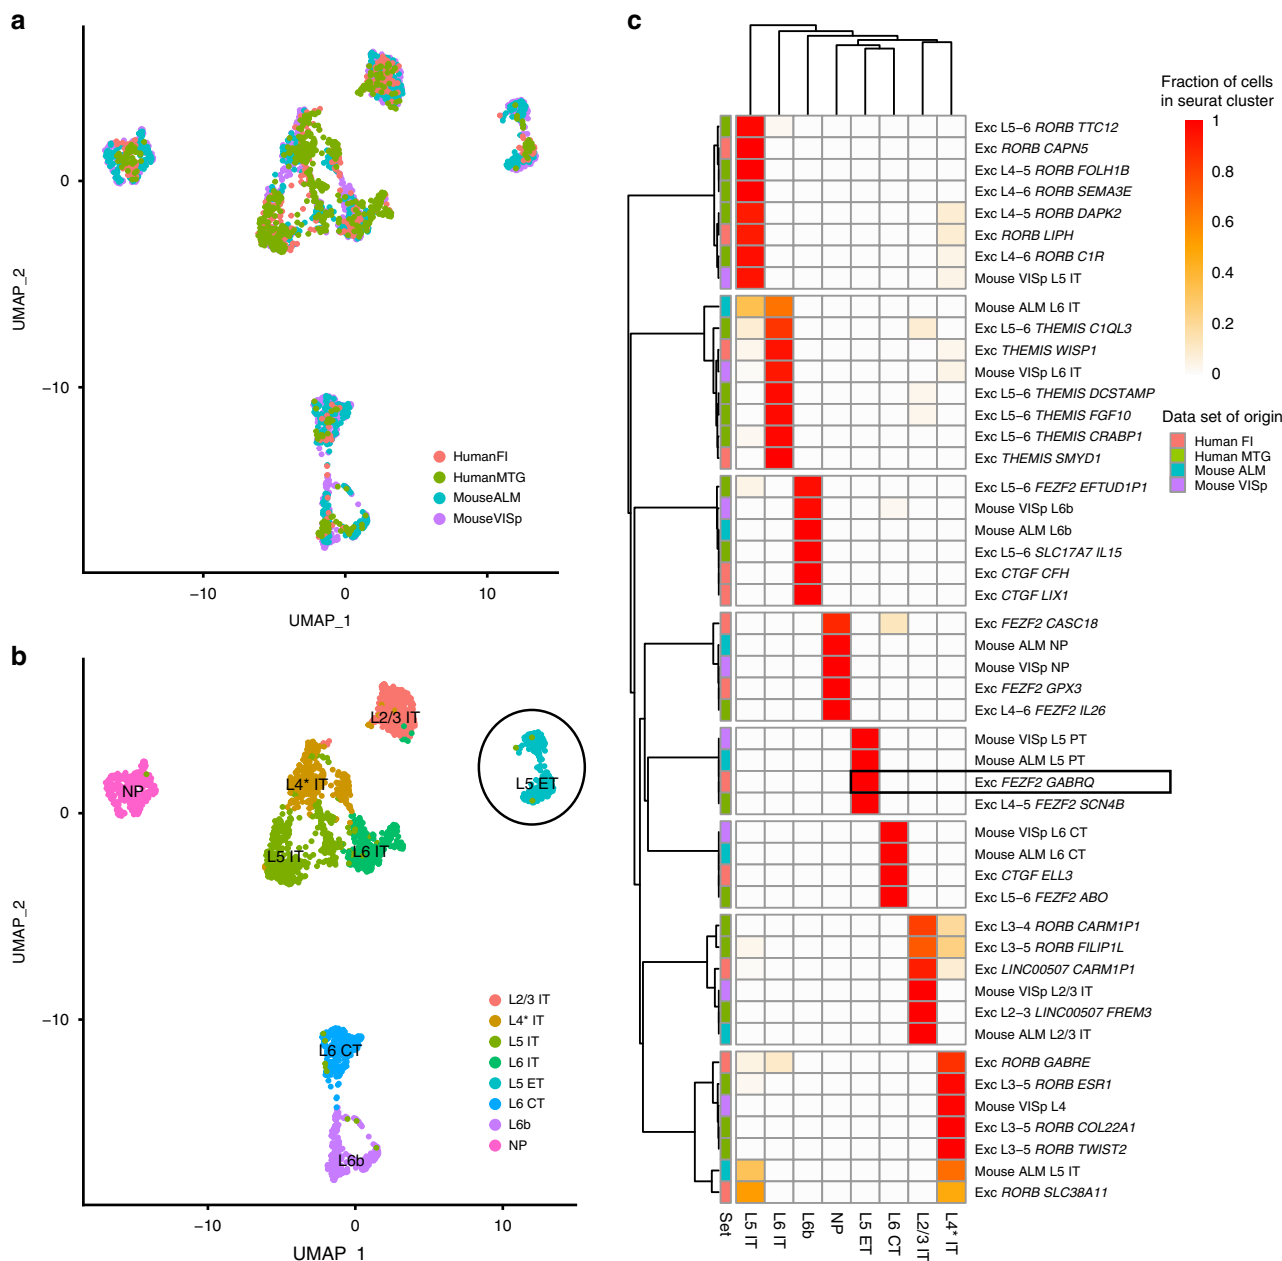 a
0
−10
UMAP_2
−10
0
10
UMAP_1
HumanFI
HumanMTG
MouseALM
MouseVISp
b
L2/3 IT
NP
L4* IT
L5 ET
L5 IT
L6 IT
L6 CT
L6b
0
−10
UMAP_2
−10
0
10
UMAP 1
L2/3 IT
L4* IT
L5 IT
L6 IT
L5 ET
L6 CT
L6b
NP
c
Exc L5−6 RORB TTC12
Exc RORB CAPN5
Exc L4−5 RORB FOLH1B
Exc L4−6 RORB SEMA3E
Exc L4−5 RORB DAPK2
Exc RORB LIPH
Exc L4−6 RORB C1R
Mouse VISp L5 IT
Mouse ALM L6 IT
Exc L5−6 THEMIS C1QL3
Exc THEMIS WISP1
Mouse VISp L6 IT
Exc L5−6 THEMIS DCSTAMP
Exc L5−6 THEMIS FGF10
Exc L5−6 THEMIS CRABP1
Exc THEMIS SMYD1
Exc L5−6 FEZF2 EFTUD1P1
Mouse VISp L6b
Mouse ALM L6b
Exc L5−6 SLC17A7 IL15
Exc CTGF CFH
Exc CTGF LIX1
Exc FEZF2 CASC18
Mouse ALM NP
Mouse VISp NP
Exc FEZF2 GPX3
Exc L4−6 FEZF2 IL26
Mouse VISp L5 PT
Mouse ALM L5 PT
Exc FEZF2 GABRQ
Exc L4−5 FEZF2 SCN4B
Mouse VISp L6 CT
Mouse ALM L6 CT
Exc CTGF ELL3
Exc L5−6 FEZF2 ABO
Exc L3−4 RORB CARM1P1
Exc L3−5 RORB FILIP1L
Exc LINC00507 CARM1P1
Mouse VISp L2/3 IT
Exc L2−3 LINC00507 FREM3
Mouse ALM L2/3 IT
Exc RORB GABRE
Exc L3−5 RORB ESR1
Mouse VISp L4
Exc L3−5 RORB COL22A1
Exc L3−5 RORB TWIST2
Mouse ALM L5 IT
Exc RORB SLC38A11
Set
L5 IT
L6 IT
L6b
NP
L5 ET
L6 CT
L2/3 IT
L4* IT
Fraction of cells
in seurat cluster
1
0.8
0.6
0.4
0.2
0
Data set of origin
Human FI
Human MTG
Mouse ALM
Mouse VISp